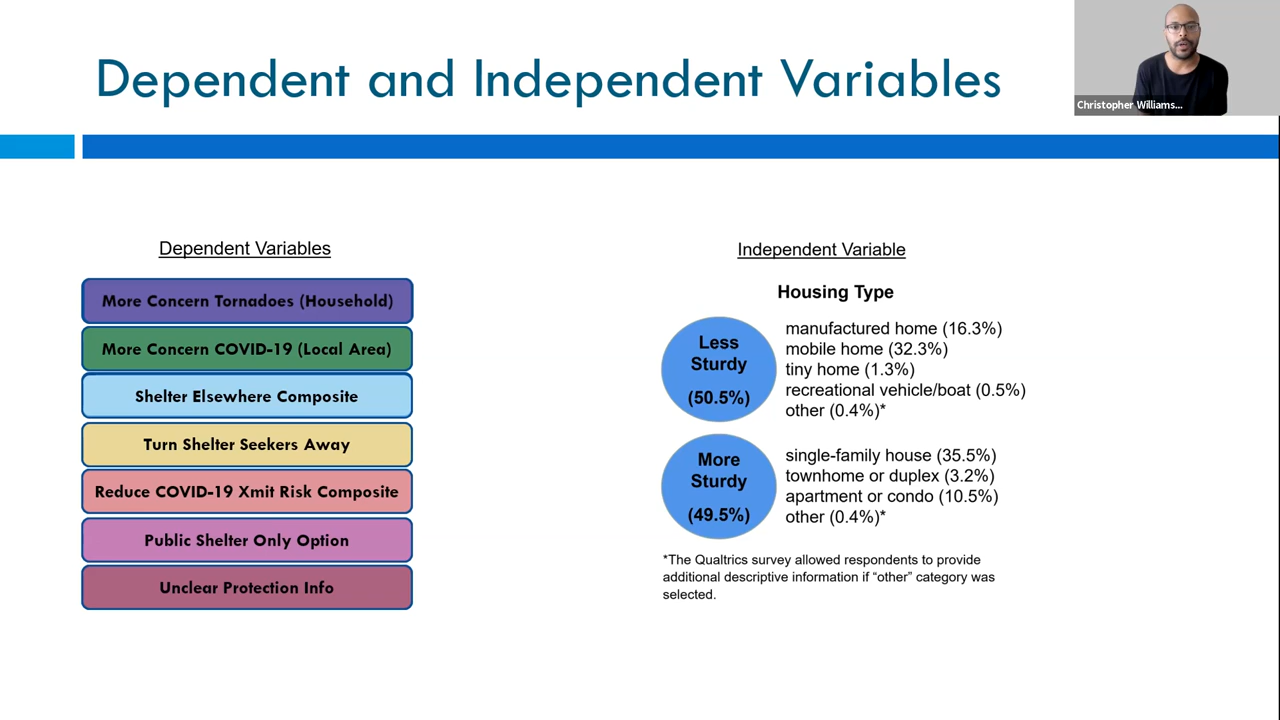 Dependent and Independent Variables
Christopher Williams...
Dependent Variables
More Concern Tornadoes (Household)
More Concern COVID-19 (Local Area)
Shelter Elsewhere Composite
Turn Shelter Seekers Away
Reduce COVID-19 Xmit Risk Composite
Public Shelter Only Option
Unclear Protection Info
Independent Variable
Housing Type
Less
Sturdy
(50.5%)
manufactured home (16.3%)
mobile home (32.3%)
tiny home (1.3%)
recreational vehicle/boat (0.5%)
other (0.4%)*
More
Sturdy
(49.5%)
single-family house (35.5%)
townhome or duplex (3.2%)
apartment or condo (10.5%)
other (0.4%)*
*The Qualtrics survey allowed respondents to provide
additional descriptive information if “other” category was
selected.